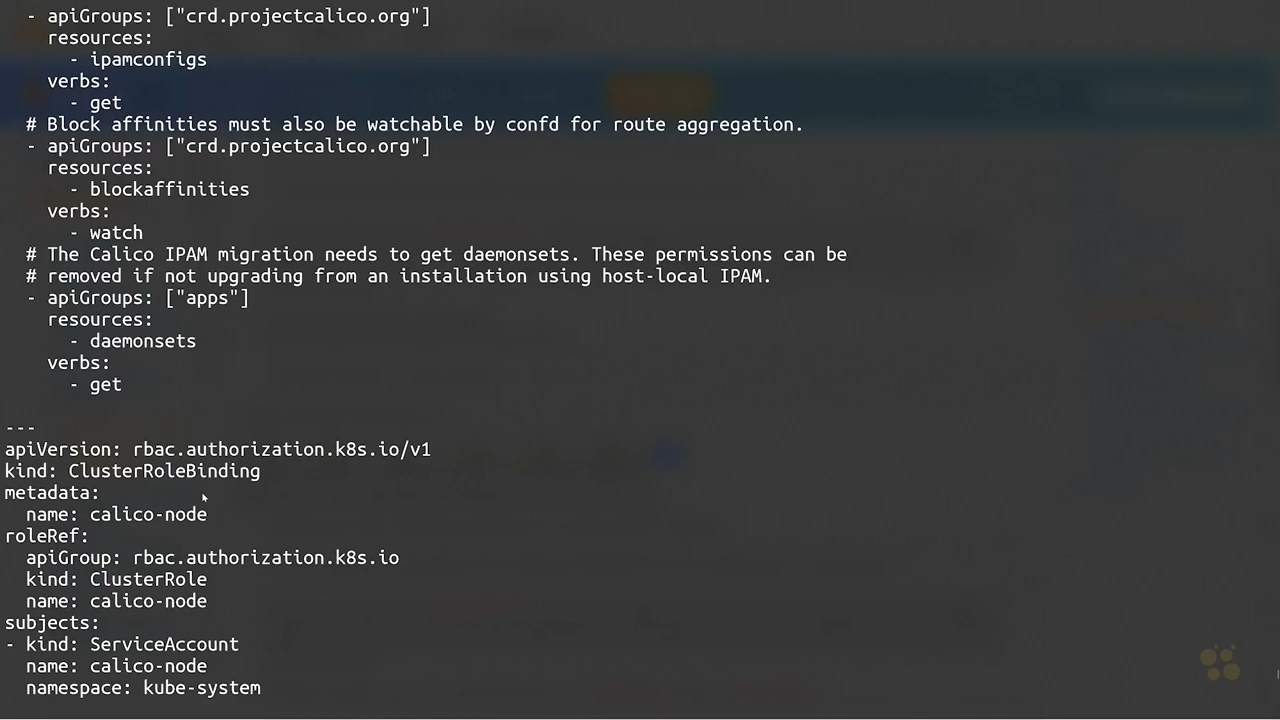 - apiGroups: ["crd.projectcalico.org"]
    resources:
      - ipamconfigs
    verbs:
      - get
  # Block affinities must also be watchable by confd for route aggregation.
  - apiGroups: ["crd.projectcalico.org"]
    resources:
      - blockaffinities
    verbs:
      - watch
  # The Calico IPAM migration needs to get daemonsets. These permissions can be
  # removed if not upgrading from an installation using host-local IPAM.
  - apiGroups: ["apps"]
    resources:
      - daemonsets
    verbs:
      - get
---
apiVersion: rbac.authorization.k8s.io/v1
kind: ClusterRoleBinding
metadata:
  name: calico-node
roleRef:
  apiGroup: rbac.authorization.k8s.io
  kind: ClusterRole
  name: calico-node
subjects:
- kind: ServiceAccount
  name: calico-node
  namespace: kube-system